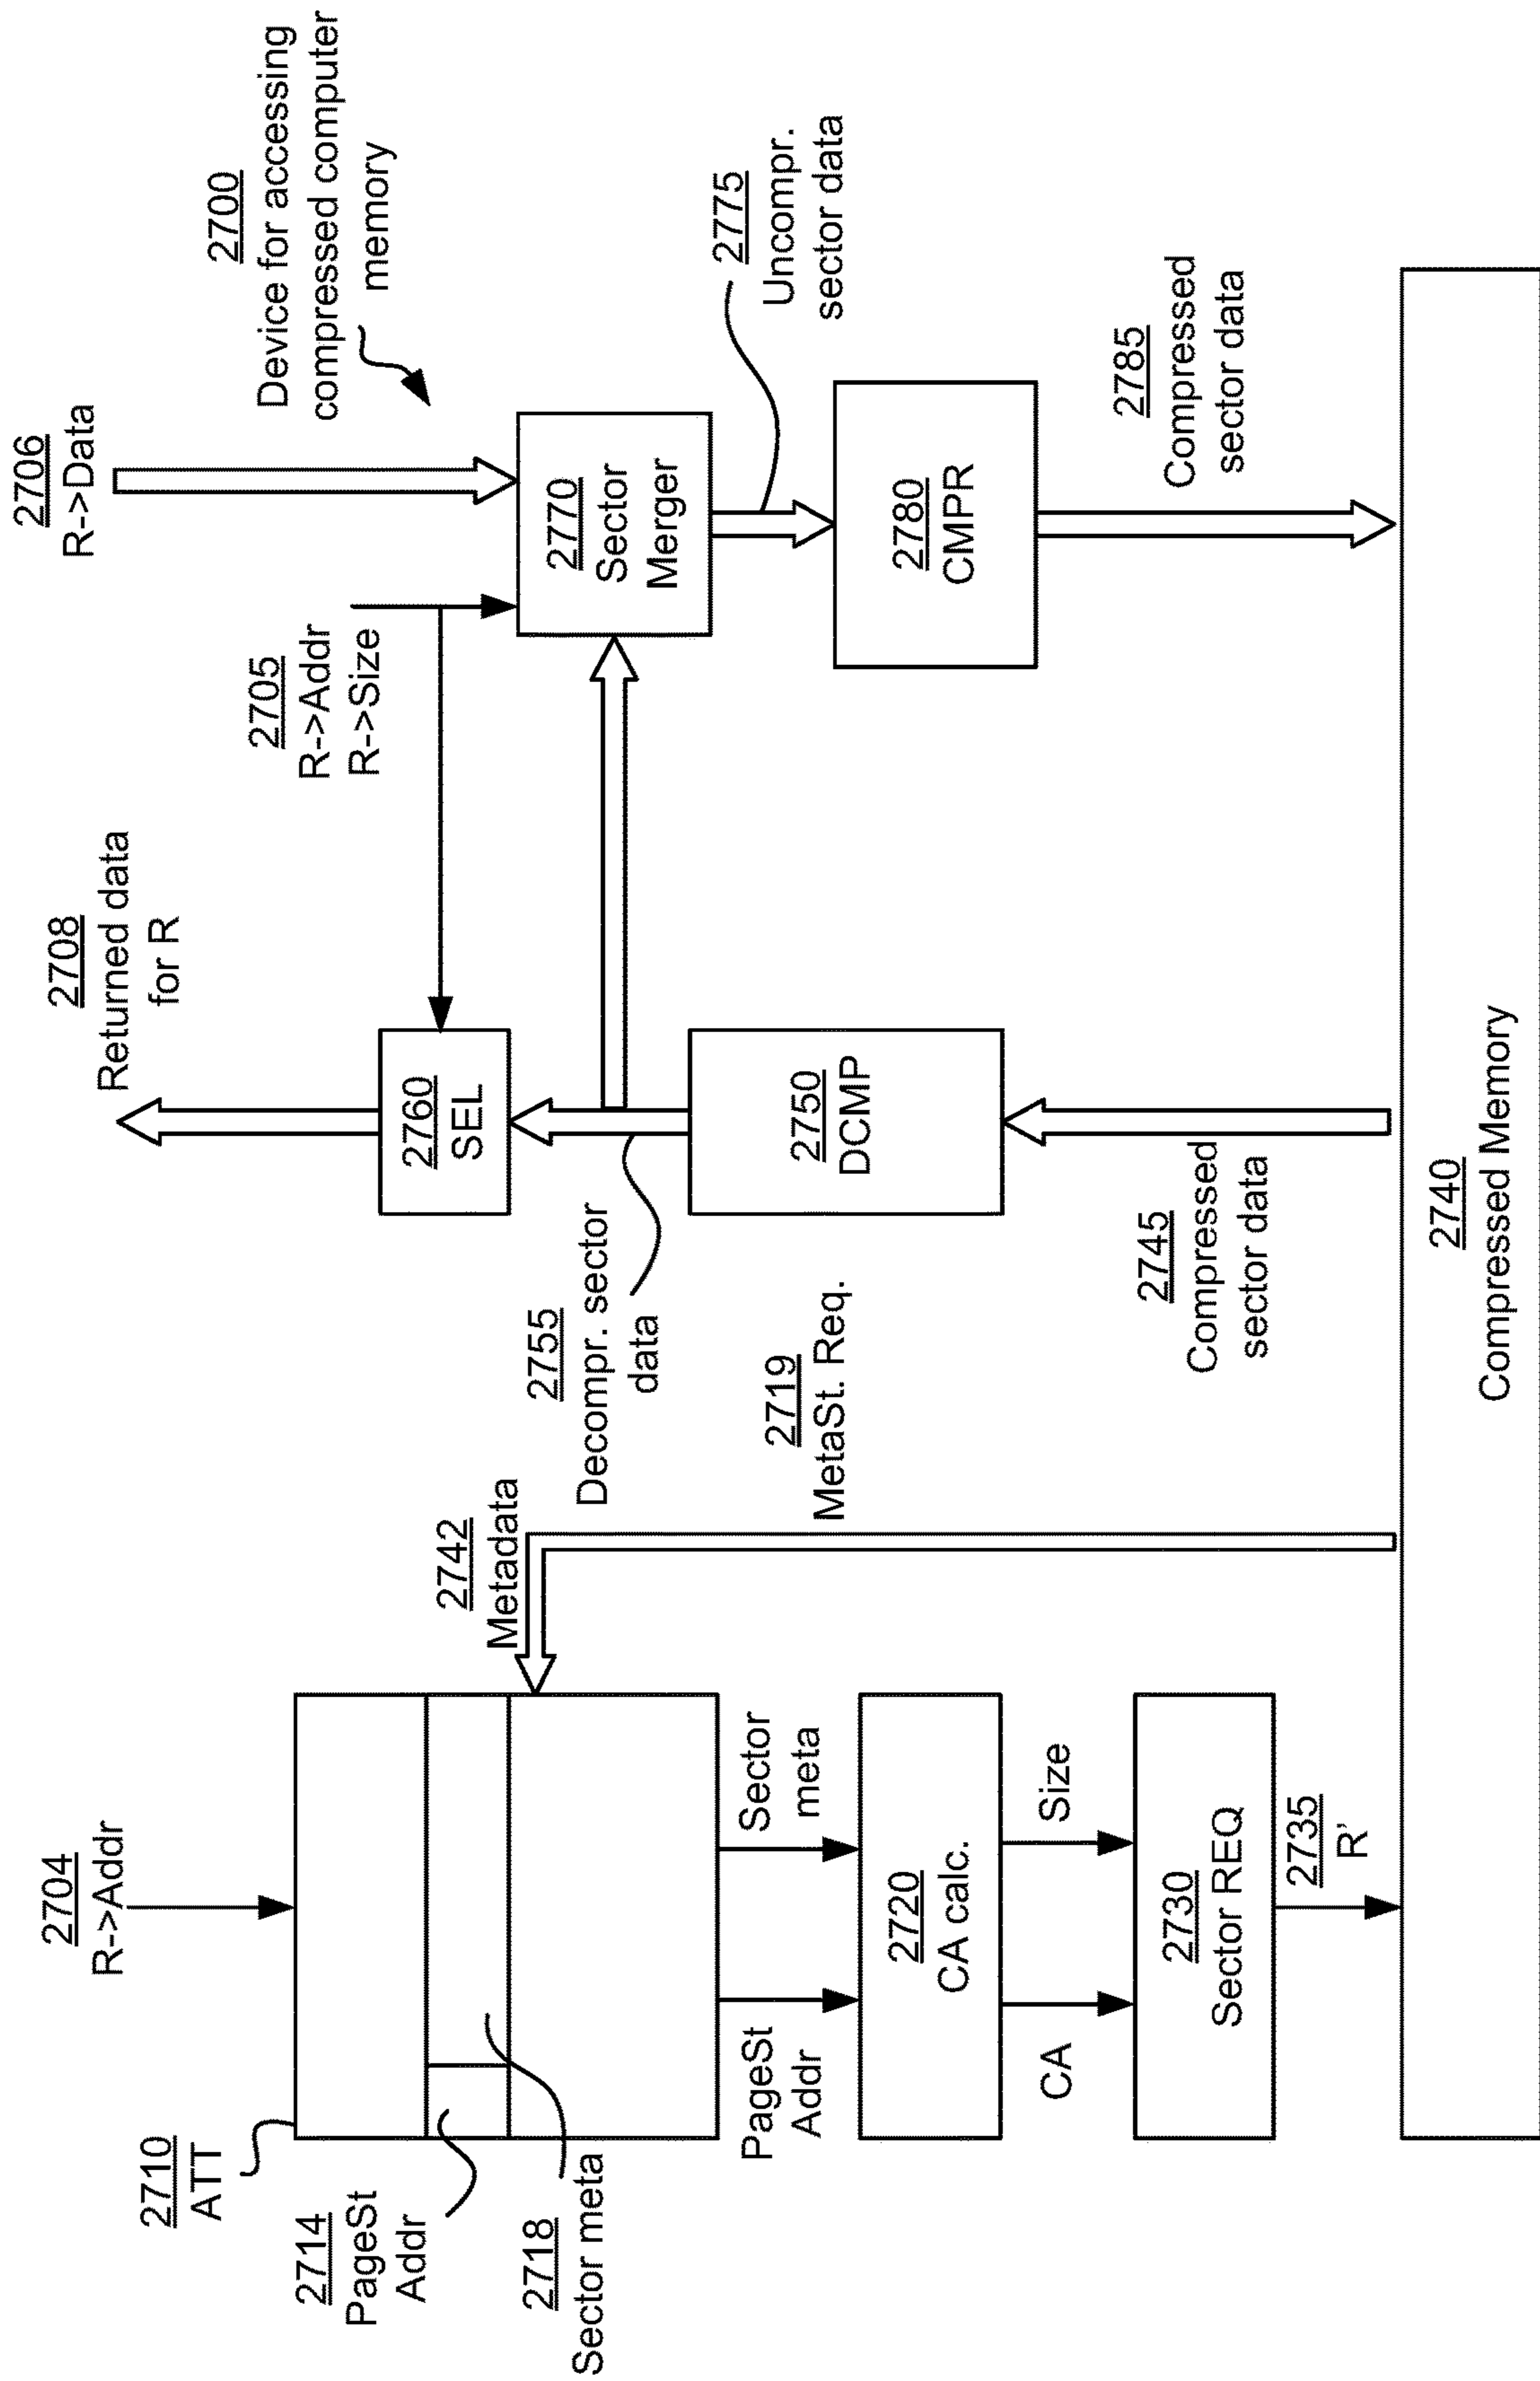 2700
Device for accessing
compressed computer
memory
2706
R->Data
2705
R->Addr
R->Size
2708
Returned data
for R
2704
R->Addr
2710
ATT
2714
PageSt
Addr
2718
Sector meta
2742
Metadata
2719
MetaSt. Req.
2755
Decompr. sector
data
2760
SEL
2770
Sector
Merger
2775
Uncompr.
sector data
PageSt
Addr
Sector
meta
2720
CA calc.
CA
Size
2730
Sector REQ
2735
R'
2750
DCMP
2745
Compressed
sector data
2780
CMPR
2785
Compressed
sector data
2740
Compressed Memory